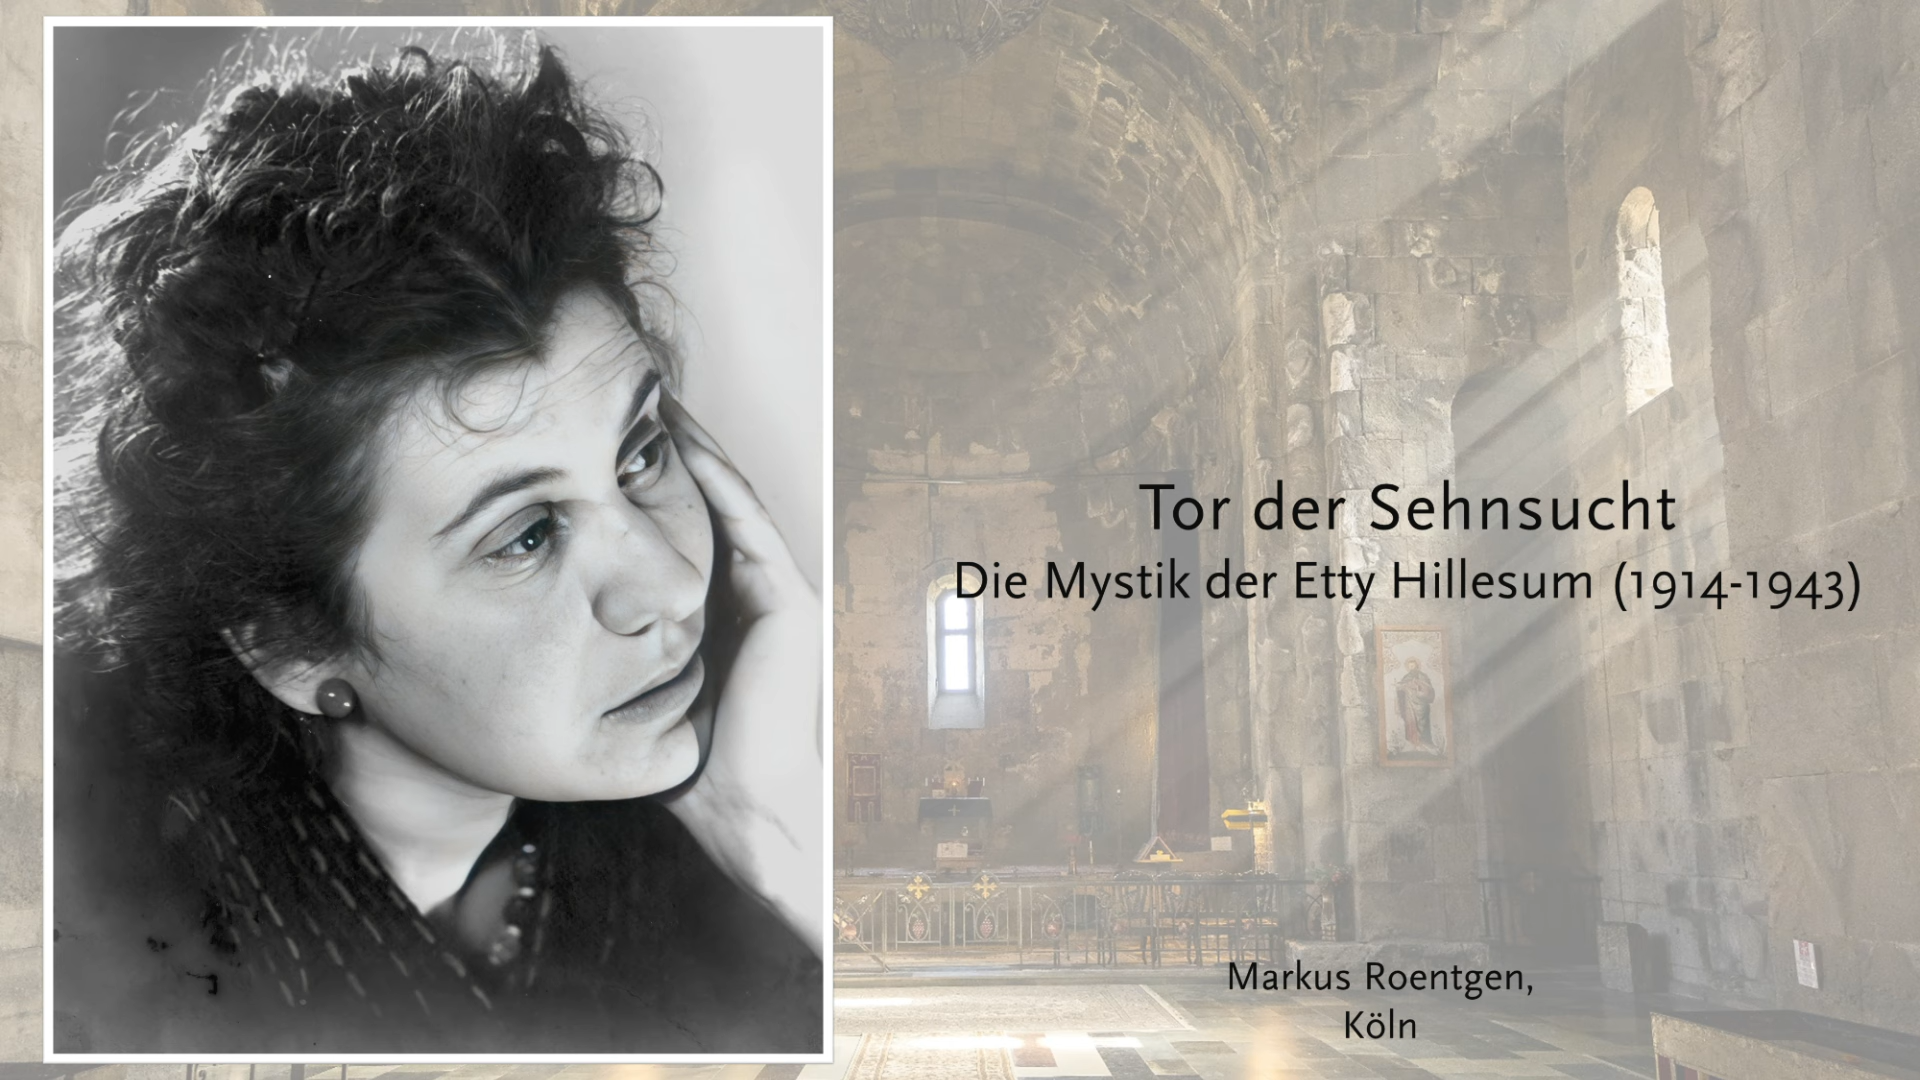 Tor der Sehnsucht
Die Mystik der Etty Hillesum (1914-1943)
Markus Roentgen,
Köln